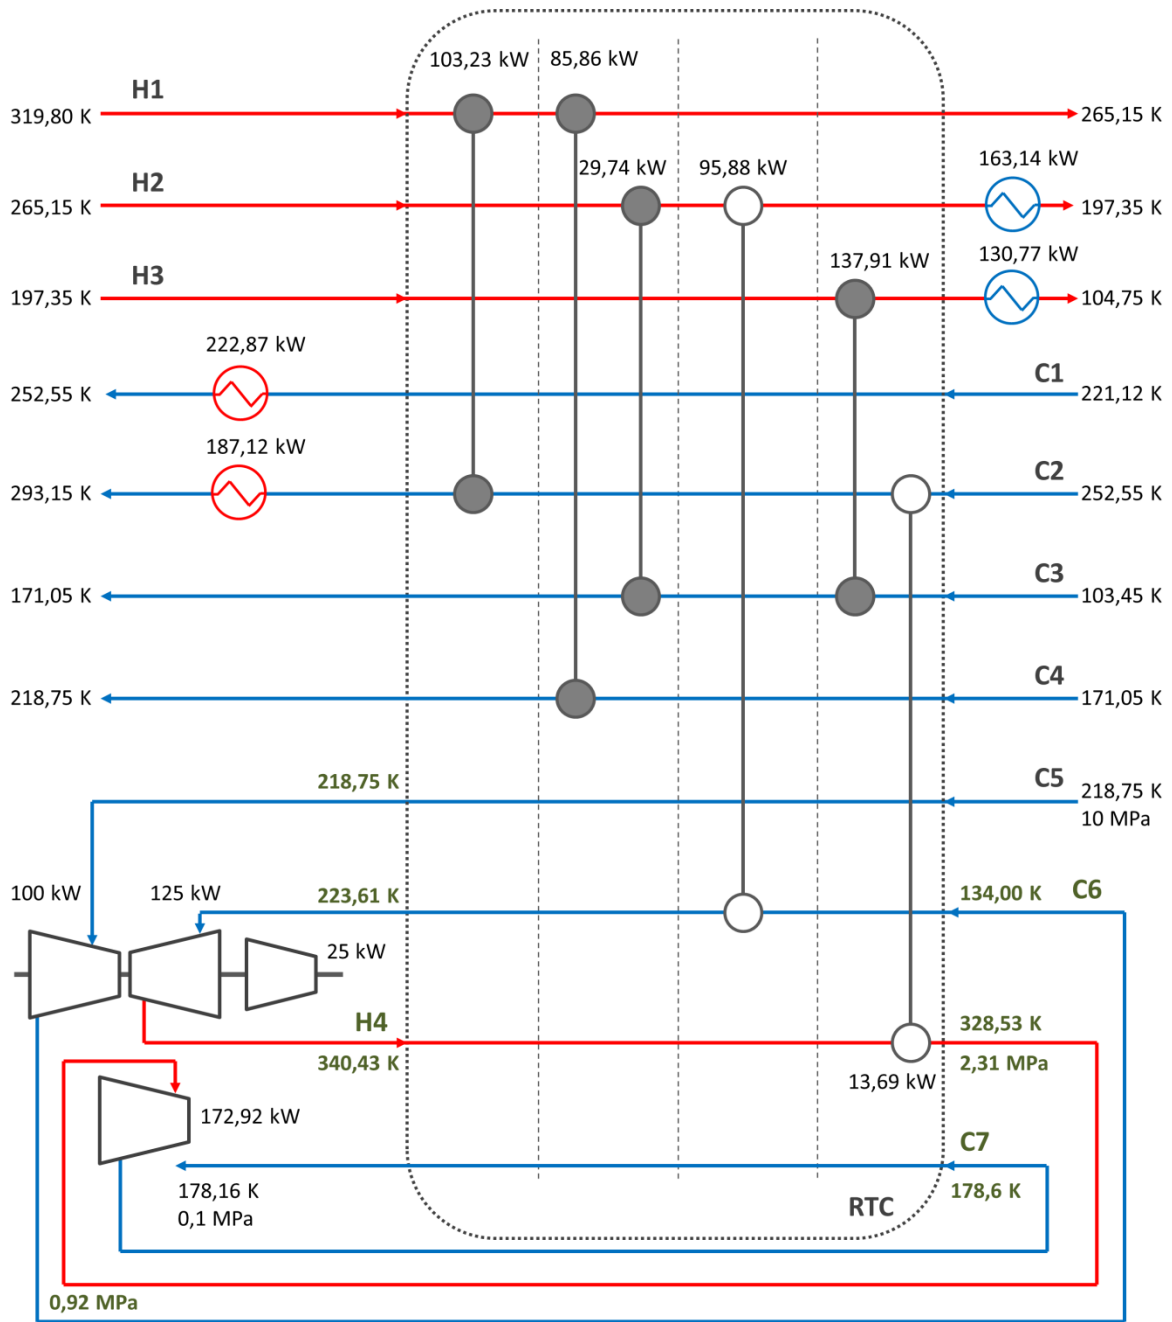 103,23 kW
85,86 kW
H1
319,80 K
265,15 K
29,74 kW
95,88 kW
163,14 kW
H2
265,15 K
197,35 K
137,91 kW
130,77 kW
H3
197,35 K
104,75 K
222,87 kW
C1
252,55 K
221,12 K
187,12 kW
C2
293,15 K
252,55 K
C3
171,05 K
103,45 K
C4
218,75 K
171,05 K
218,75 K
C5
218,75 K
10 MPa
100 kW
125 kW
223,61 K
134,00 K
C6
25 kW
H4
340,43 K
328,53 K
2,31 MPa
13,69 kW
172,92 kW
C7
178,16 K
0,1 MPa
178,6 K
RTC
0,92 MPa